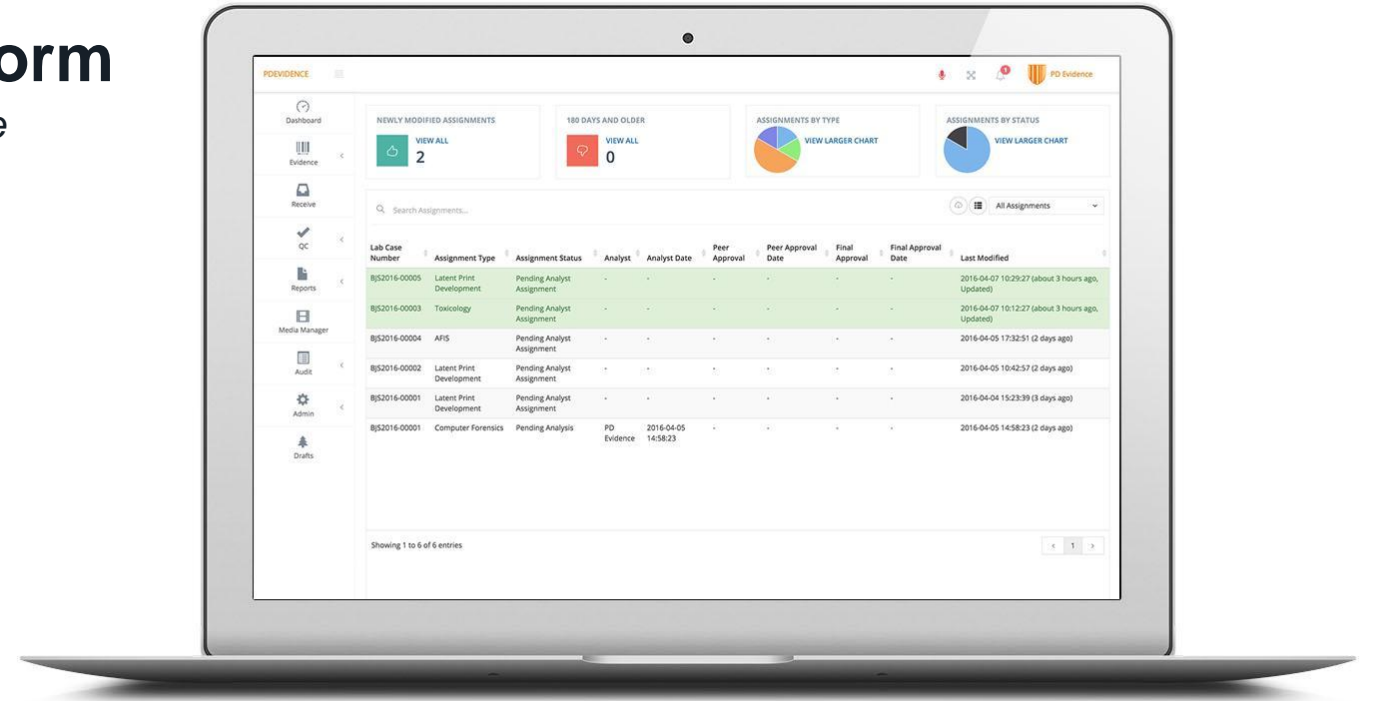 orm
e
PDEVIDENCE
1
PD Evidence
Dashboard
Evidence
Receive
QC
Reports
Media Manager
Audit
Admin
Drafts
NEWLY MODIFIED ASSIGNMENTS
VIEW ALL
2
180 DAYS AND OLDER
VIEW ALL
0
ASSIGNMENTS BY TYPE
VIEW LARGER CHART
ASSIGNMENTS BY STATUS
VIEW LARGER CHART
Search Assignments...
All Assignments
Lab Case Number Assignment Type Assignment Status Analyst Analyst Date Peer Approval Peer Approval Date Final Approval Final Approval Date Last Modified
BJS2016-00005 Latent Print Development Pending Analyst Assignment - - - - - - 2016-04-07 10:29:27 (about 3 hours ago, Updated)
BJS2016-00003 Toxicology Pending Analyst Assignment - - - - - - 2016-04-07 10:12:27 (about 3 hours ago, Updated)
BJS2016-00004 AFIS Pending Analyst Assignment - - - - - - 2016-04-05 17:32:51 (2 days ago)
BJS2016-00002 Latent Print Development Pending Analyst Assignment - - - - - - 2016-04-05 10:42:57 (2 days ago)
BJS2016-00001 Latent Print Development Pending Analyst Assignment - - - - - - 2016-04-04 15:23:39 (3 days ago)
BJS2016-00001 Computer Forensics Pending Analysis PD Evidence 2016-04-05 14:58:23 - - - - 2016-04-05 14:58:23 (2 days ago)
Showing 1 to 6 of 6 entries
‹ 1 ›